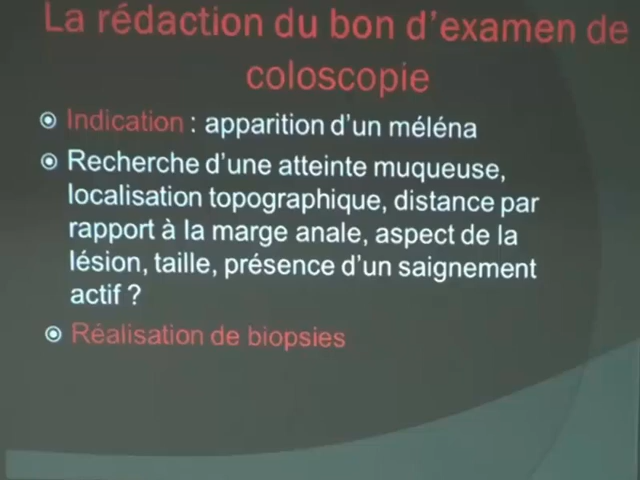 La rédaction du bon d'examen de
coloscopie
Indication : apparition d'un méléna
Recherche d'une atteinte muqueuse,
localisation topographique, distance par
rapport à la marge anale, aspect de la
lésion, taille, présence d'un saignement
actif ?
Réalisation de biopsies